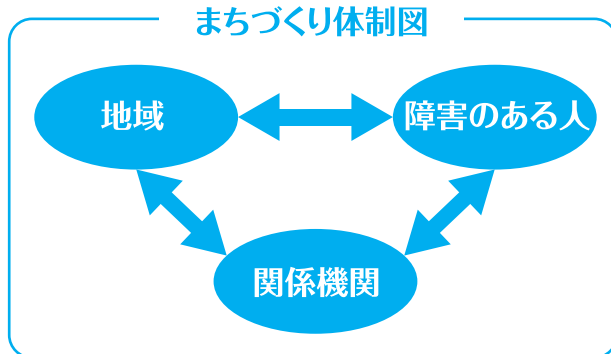 まちづくり体制図
地域
障害のある人
関係機関